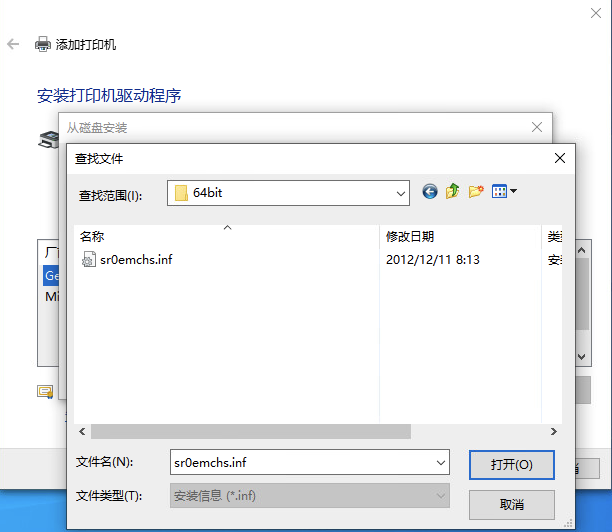 添加打印机
安装打印机驱动程序
从磁盘安装
查找文件
查找范围(I):
64bit
名称
修改日期
sr0emchs.inf
2012/12/11 8:13
Ge
Mi
文件名(N):
sr0emchs.inf
打开(O)
文件类型(T):
安装信息 (*.inf)
取消